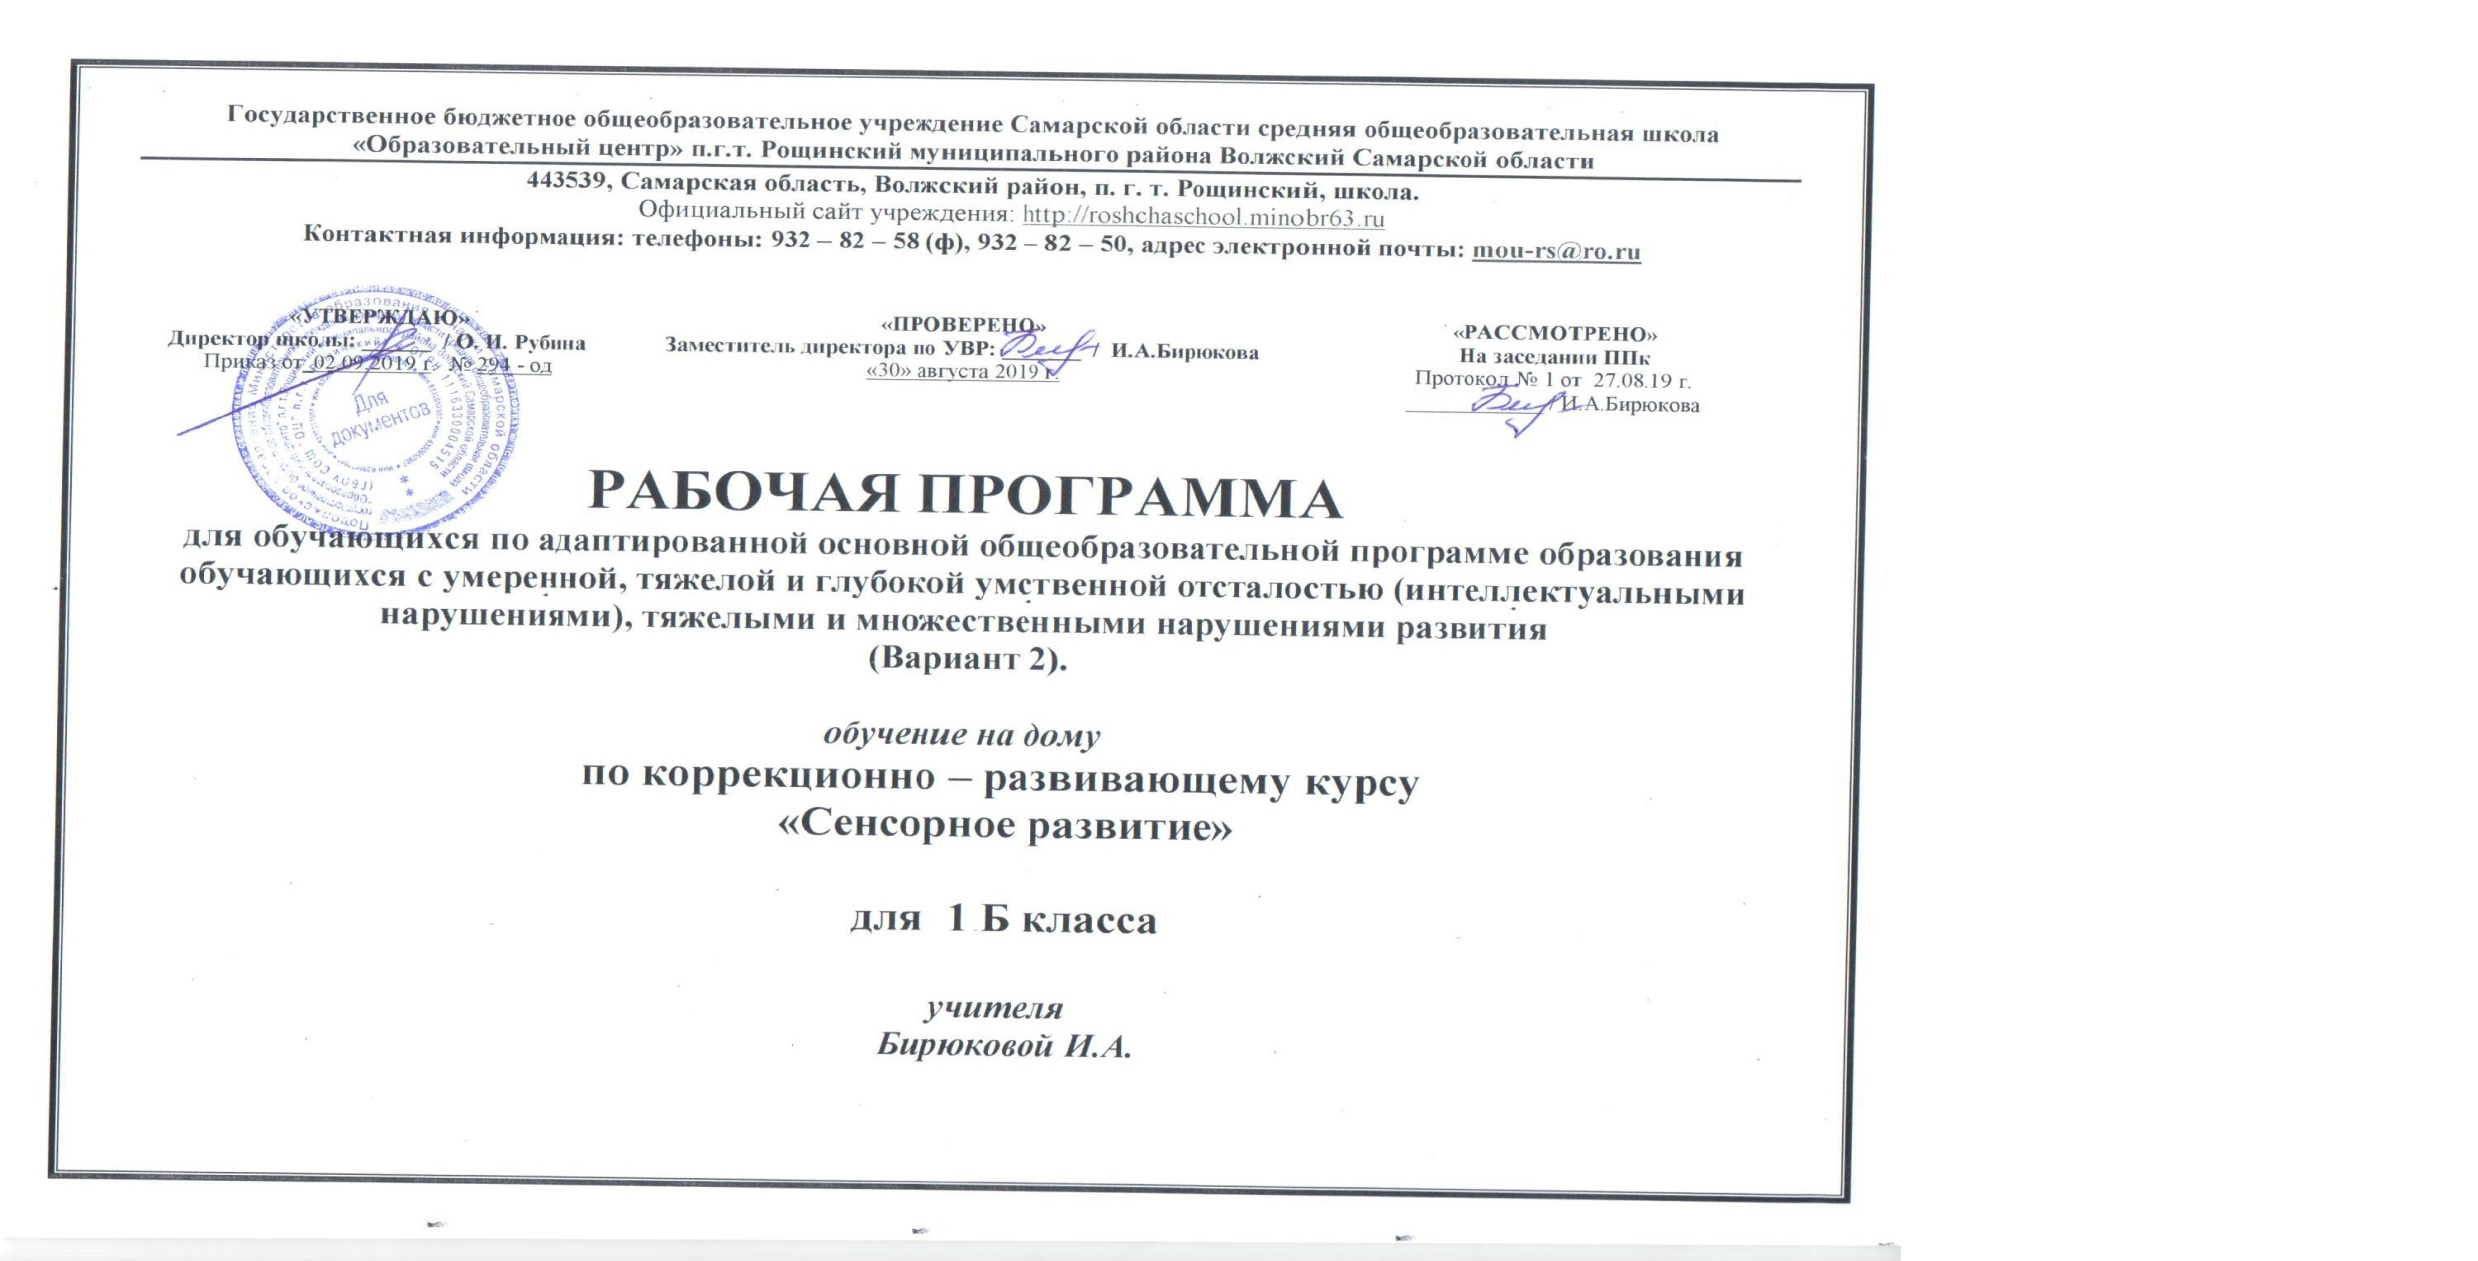 Государственное бюджетное общеобразовательное учреждение Самарской области средняя общеобразовательная школа
«Образовательный центр» п.г.т. Рощинский муниципального района Волжский Самарской области
443539, Самарская область, Волжский район, п. г. т. Рощинский, школа.
Официальный сайт учреждения: http://roshchaschool.minobr63.ru
Контактная информация: телефоны: 932 – 82 – 58 (ф), 932 – 82 – 50, адрес электронной почты: mou-rs@ro.ru
«УТВЕРЖДАЮ»
Директор школы: ______ / О. И. Рубина
Приказ от 02.09.2019 г. № 294 - од
Для
документов
«ПРОВЕРЕНО»
Заместитель директора по УВР: ______ / И.А.Бирюкова
«30» августа 2019 г.
«РАССМОТРЕНО»
На заседании ППк
Протокол № 1 от 27.08.19 г.
____________ / И.А.Бирюкова
РАБОЧАЯ ПРОГРАММА
для обучающихся по адаптированной основной общеобразовательной программе образования
обучающихся с умеренной, тяжелой и глубокой умственной отсталостью (интеллектуальными
нарушениями), тяжелыми и множественными нарушениями развития
(Вариант 2).
обучение на дому
по коррекционно – развивающему курсу
«Сенсорное развитие»
для 1 Б класса
учителя
Бирюковой И.А.